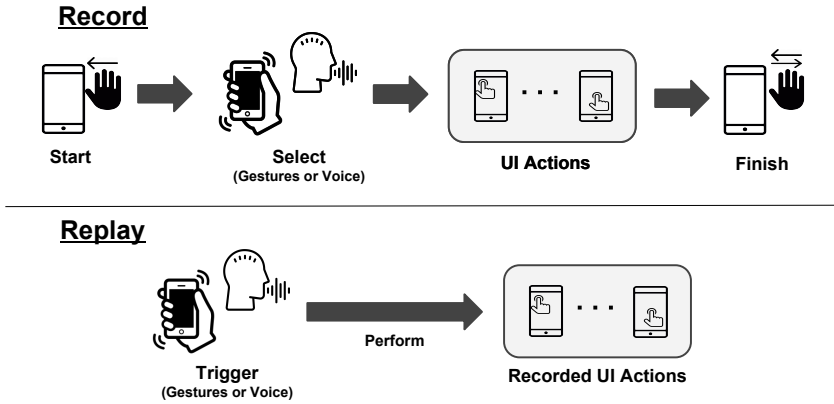 Record
Start
Select
(Gestures or Voice)
UI Actions
Finish
Replay
Trigger
(Gestures or Voice)
Perform
Recorded UI Actions